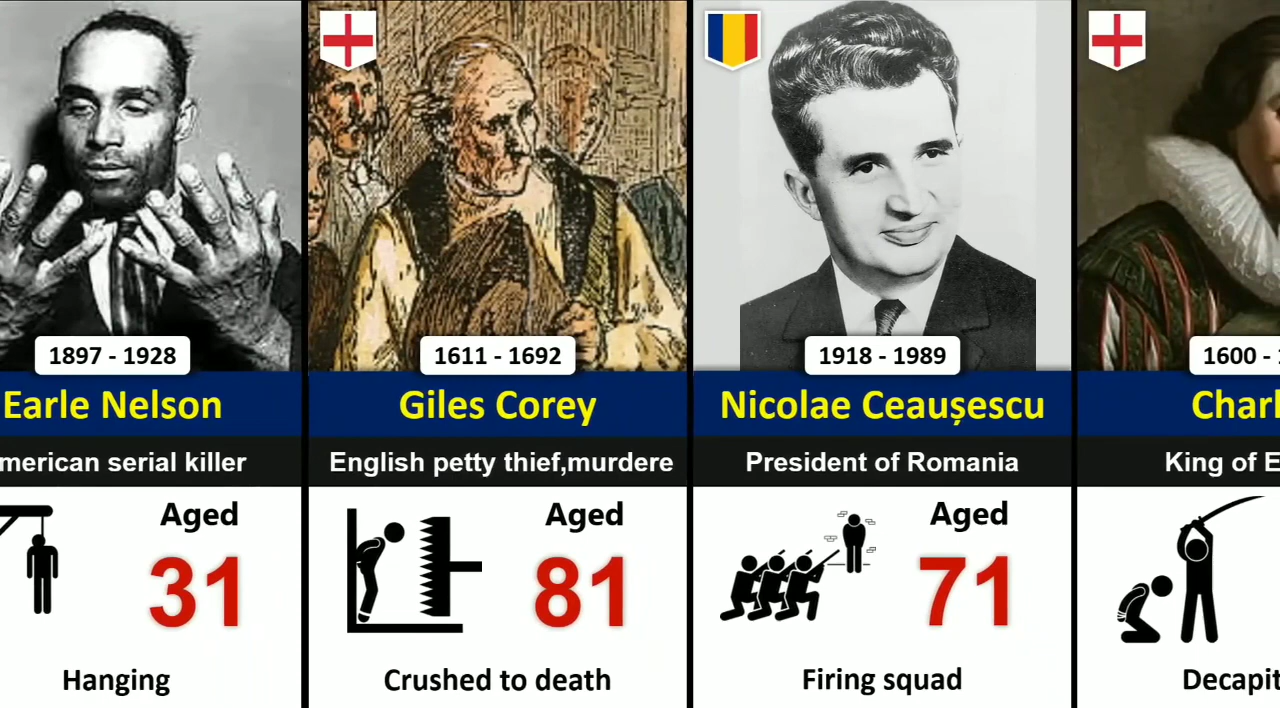 1897 - 1928
Earle Nelson
merican serial killer
Aged
31
Hanging
1611 - 1692
Giles Corey
English petty thief,murdere
Aged
81
Crushed to death
1918 - 1989
Nicolae Ceaușescu
President of Romania
Aged
71
Firing squad
1600 -
Charl
King of E
Decapit